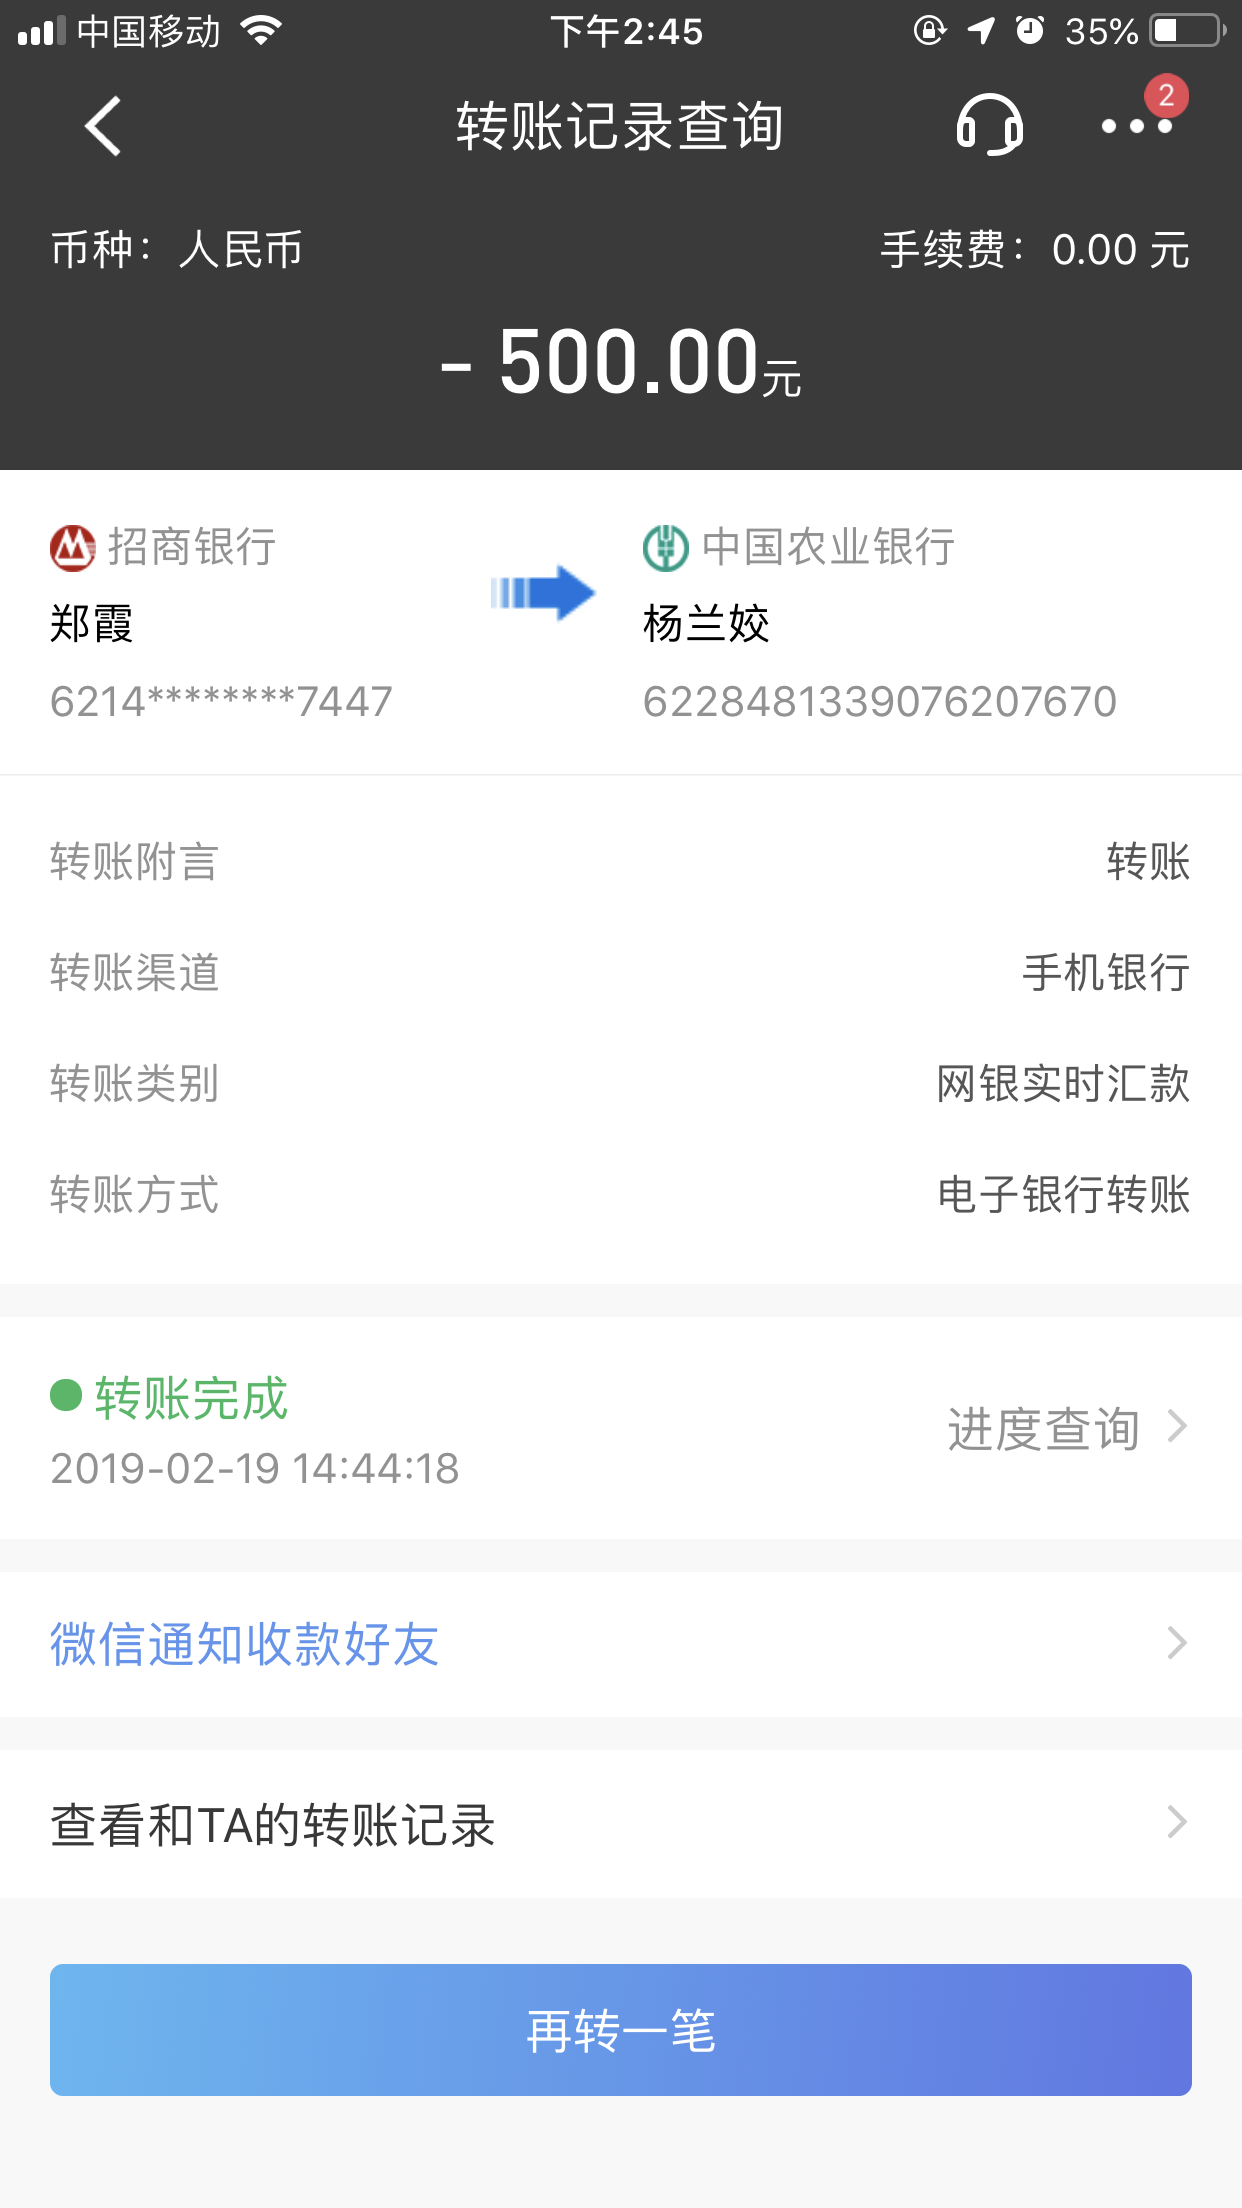 中国移动 下午2:45 35%
转账记录查询 2
币种：人民币 手续费：0.00 元
- 500.00元
招商银行 中国农业银行
郑霞 杨兰姣
6214********7447 6228481339076207670
转账附言 转账
转账渠道 手机银行
转账类别 网银实时汇款
转账方式 电子银行转账
转账完成
2019-02-19 14:44:18 进度查询
微信通知收款好友
查看和TA的转账记录
再转一笔